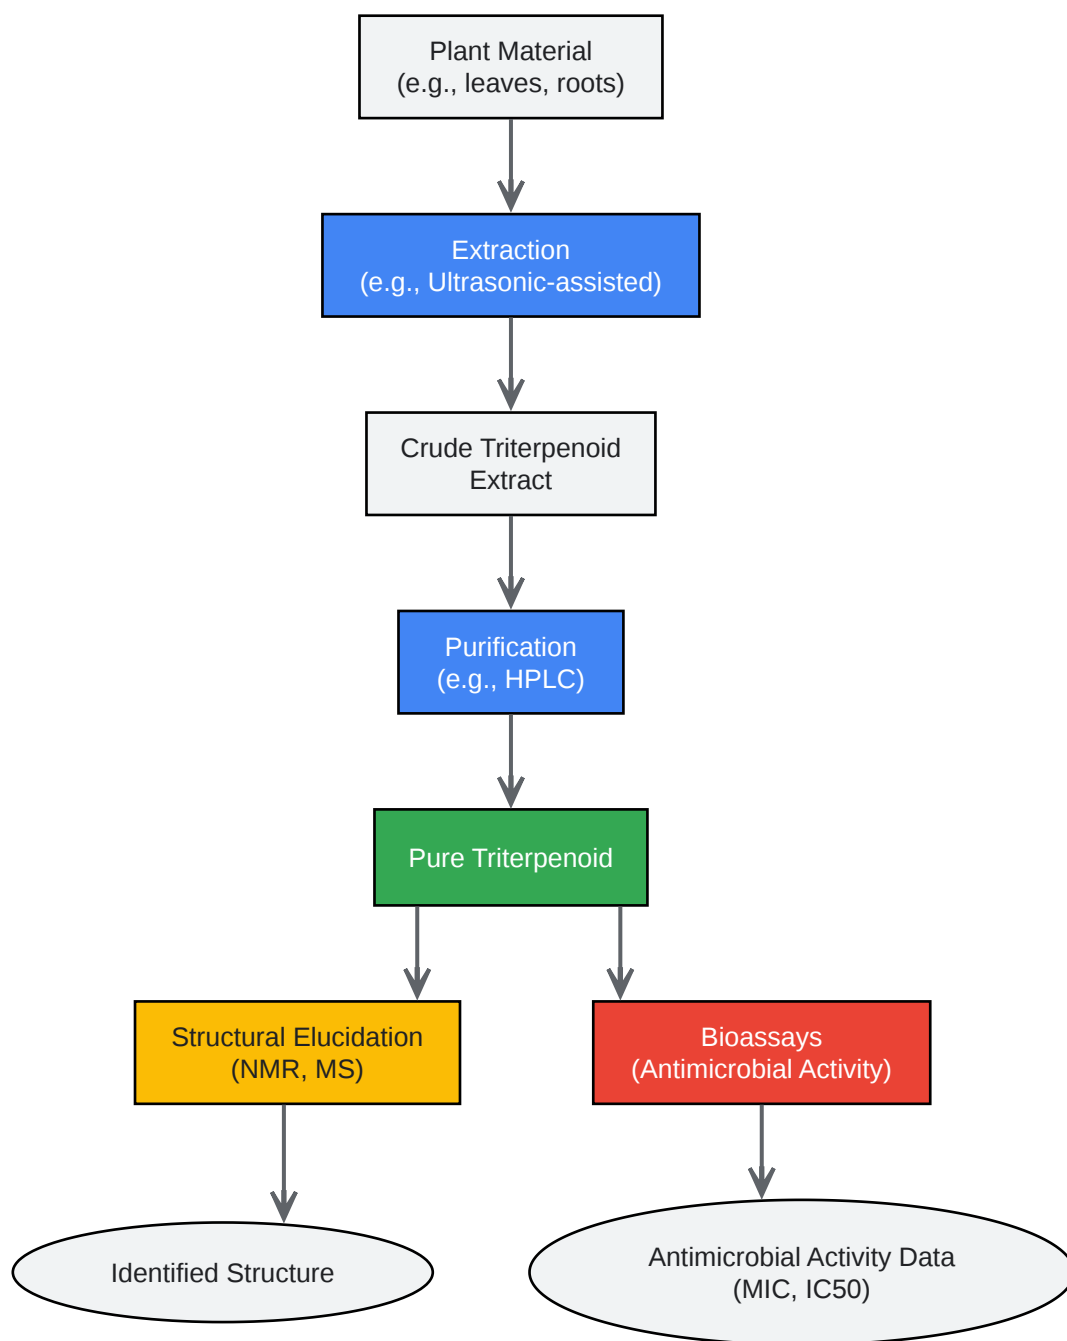 Plant Material
(e.g., leaves, roots)
Extraction
(e.g., Ultrasonic-assisted)
Crude Triterpenoid
Extract
Purification
(e.g., HPLC)
Pure Triterpenoid
Structural Elucidation
(NMR, MS)
Bioassays
(Antimicrobial Activity)
Identified Structure
Antimicrobial Activity Data
(MIC, IC50)